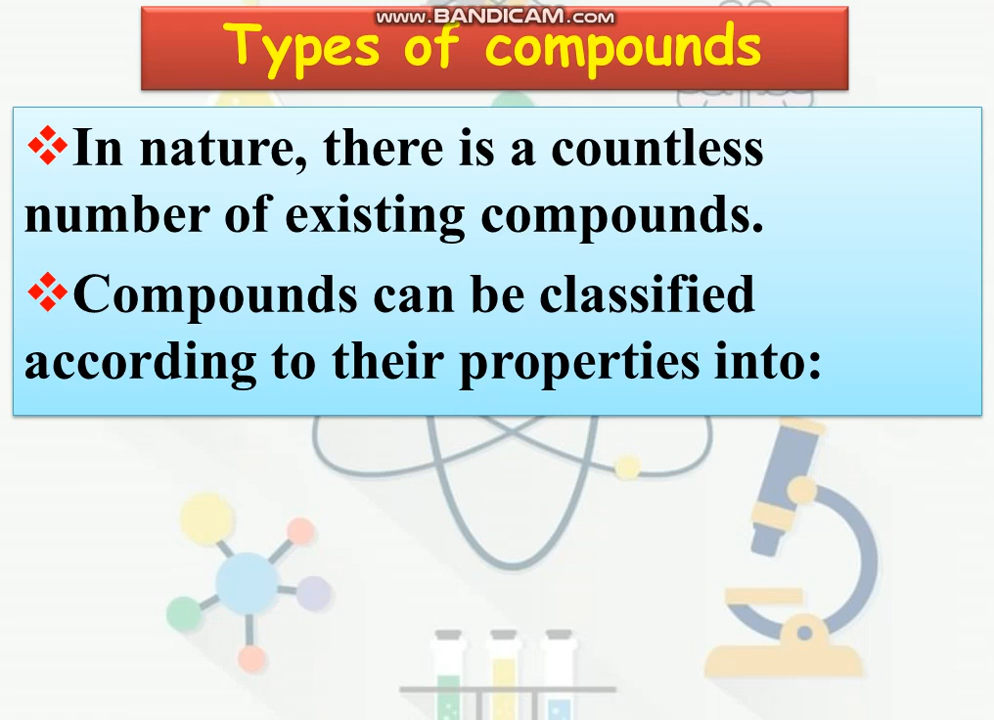 www.BANDICAM.com
Types of compounds
❖In nature, there is a countless
number of existing compounds.
❖Compounds can be classified
according to their properties into: